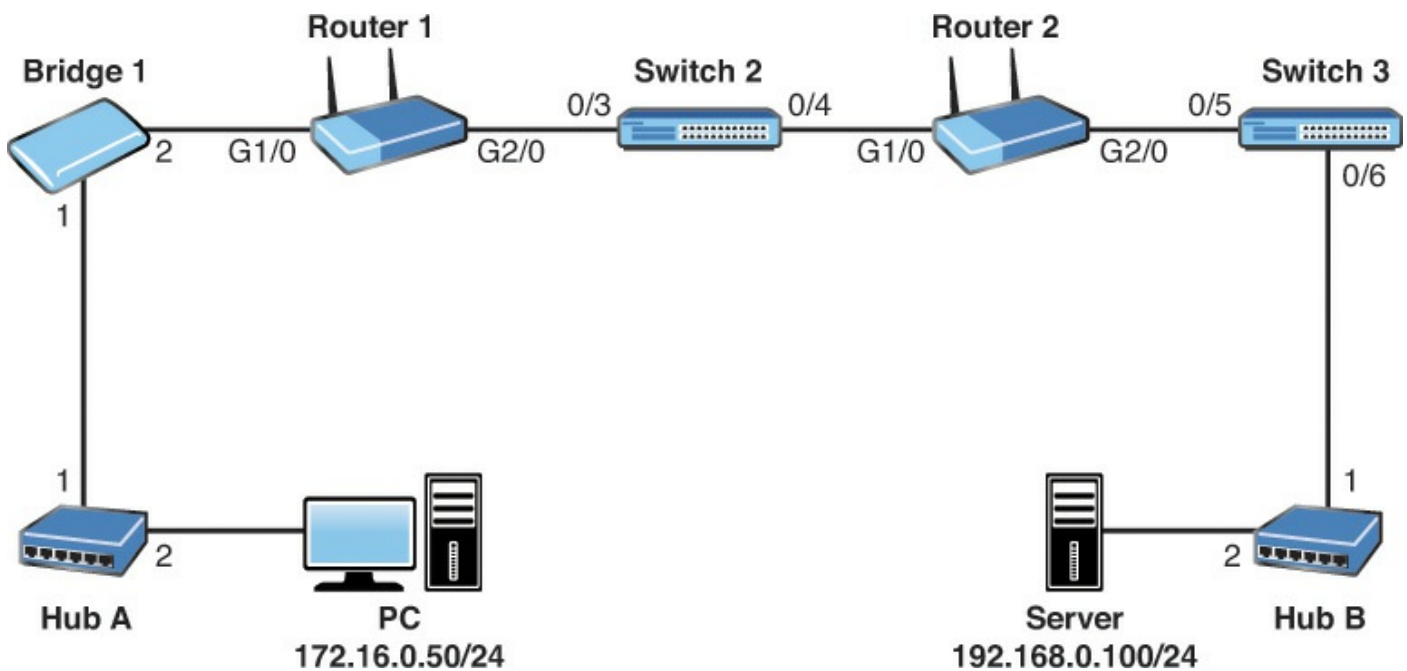 Router 1
Router 2
Bridge 1
Switch 2
Switch 3
0/3
0/4
0/5
2
G1/0
G2/0
G1/0
G2/0
0/6
1
1
1
2
2
Hub A
PC
Server
Hub B
172.16.0.50/24
192.168.0.100/24